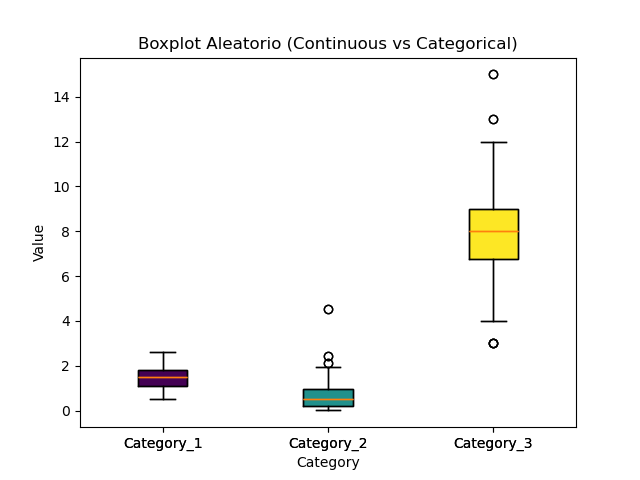 Boxplot Aleatorio (Continuous vs Categorical)
14
12
10
8
6
4
2
0
Value
Category_1
Category_2
Category_3
Category